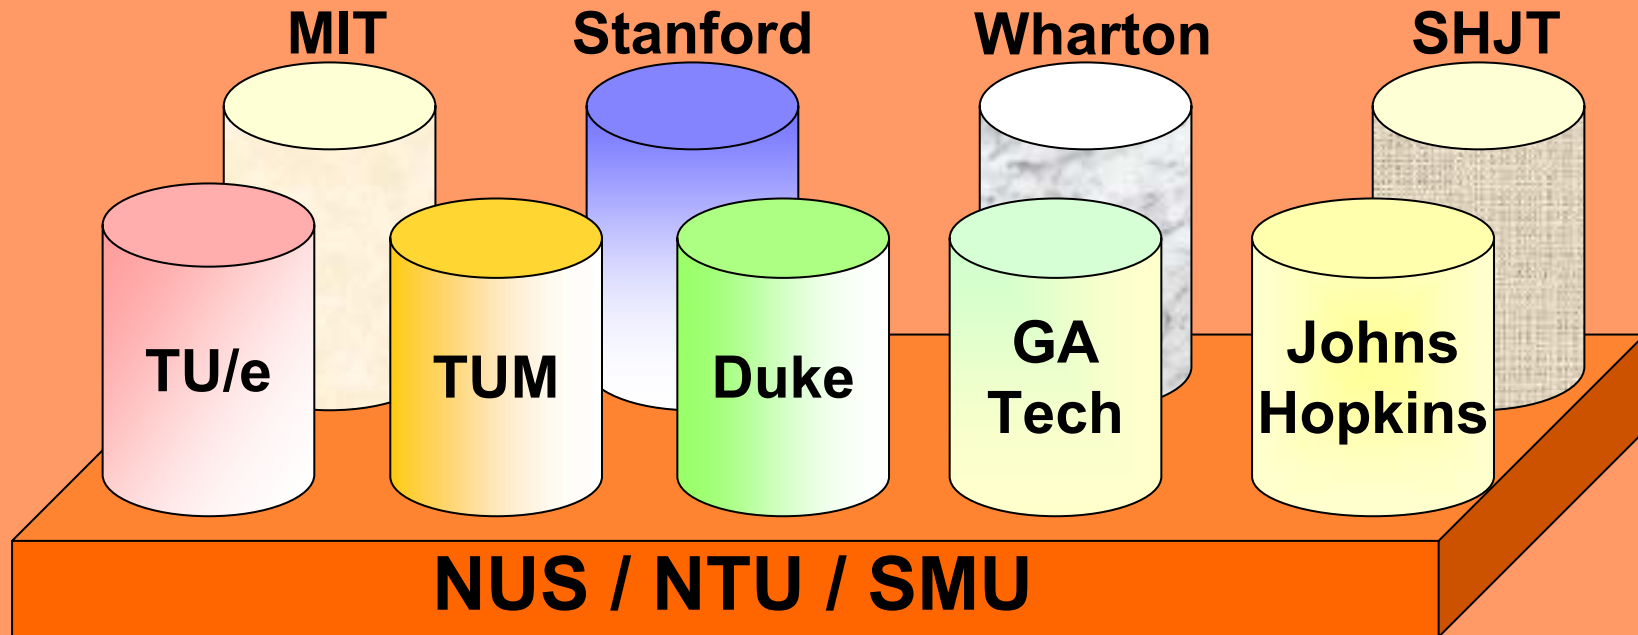 MIT Stanford Wharton SHJT
TU/e TUM Duke GA Tech Johns Hopkins
NUS / NTU / SMU